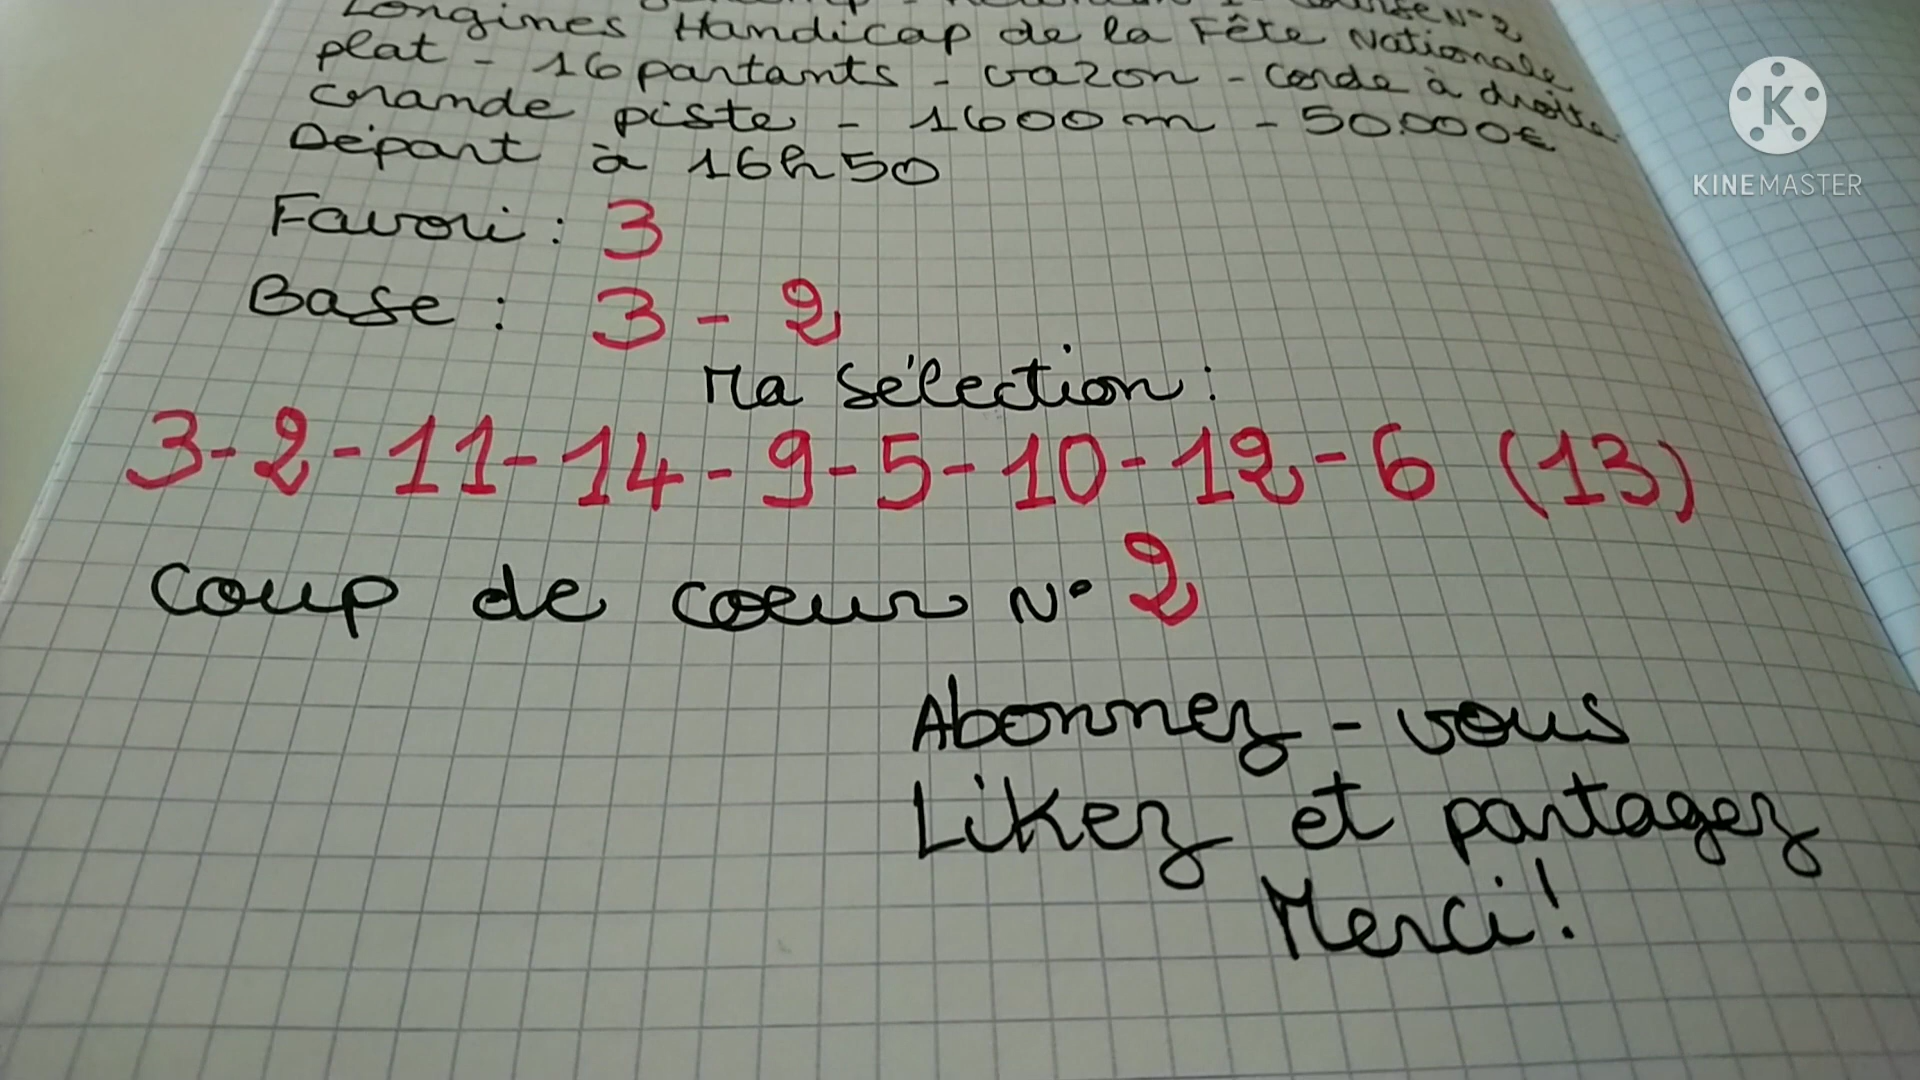 Course N° 2
Longines Handicap de la Fête Nationale
plat - 16 partants - Gazon - Corde à droite
Grande piste - 1600 m - 50.000€
Départ à 16h50
Favori : 3
Base : 3 - 2
Ma Sélection :
3 - 2 - 11 - 14 - 9 - 5 - 10 - 12 - 6 (13)
Coup de coeur N° 2
Abonnez-vous
Likez et partagez
Merci !
KINEMASTER